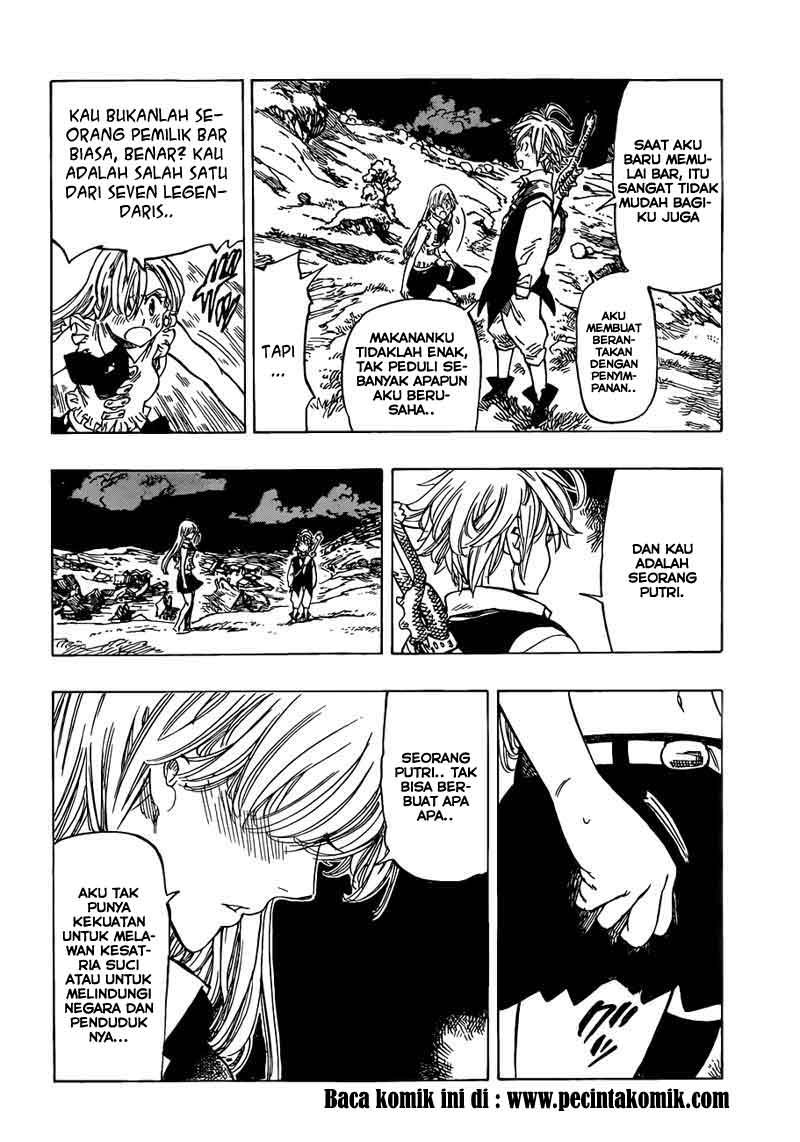 SAAT AKU
BARU MEMU-
LAI BAR, ITU
SANGAT TIDAK
MUDAH BAGI-
KU JUGA
AKU
MEMBUAT
BERAN-
TAKAN
DENGAN
PENYIM-
PANAN..
MAKANANKU
TIDAKLAH ENAK,
TAK PEDULI SE-
BANYAK APAPUN
AKU BERU-
SAHA..
TAPI
...
KAU BUKANLAH SE-
ORANG PEMILIK BAR
BIASA, BENAR? KAU
ADALAH SALAH SATU
DARI SEVEN LEGEN-
DARIS..
DAN KAU
ADALAH
SEORANG
PUTRI.
SEORANG
PUTRI.. TAK
BISA BER-
BUAT APA
APA..
AKU TAK
PUNYA
KEKUATAN
UNTUK MELA-
WAN KESAT-
RIA SUCI
ATAU UNTUK
MELINDUNGI
NEGARA DAN
PENDUDUK
NYA...
Baca komik ini di : www.pecintakomik.com